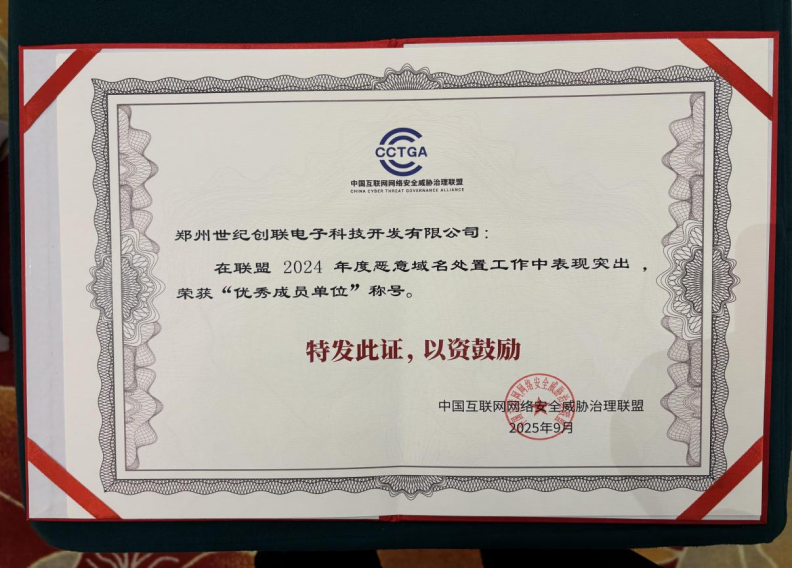 CCTGA
中国互联网网络安全威胁治理联盟
CHINA CYBER THREAT GOVERNANCE ALLIANCE
郑州世纪创联电子科技开发有限公司：
在联盟 2024 年度恶意域名处置工作中表现突出，
荣获“优秀成员单位”称号。
特发此证，以资鼓励
中国互联网网络安全威胁治理联盟
2025年9月